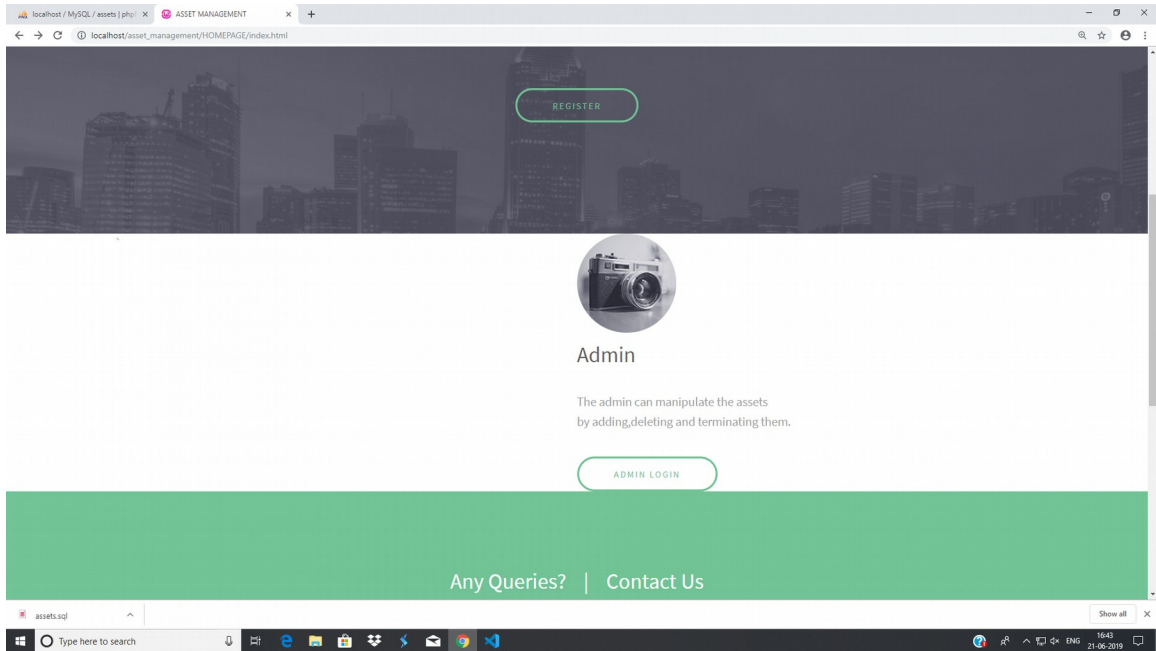 localhost / MySQL / assets | php
ASSET MANAGEMENT
localhost/asset_management/HOMEPAGE/index.html
REGISTER
Admin
The admin can manipulate the assets
by adding,deleting and terminating them.
ADMIN LOGIN
Any Queries? | Contact Us
assets.sql
Show all
Type here to search
ENG
16:43
21-06-2019